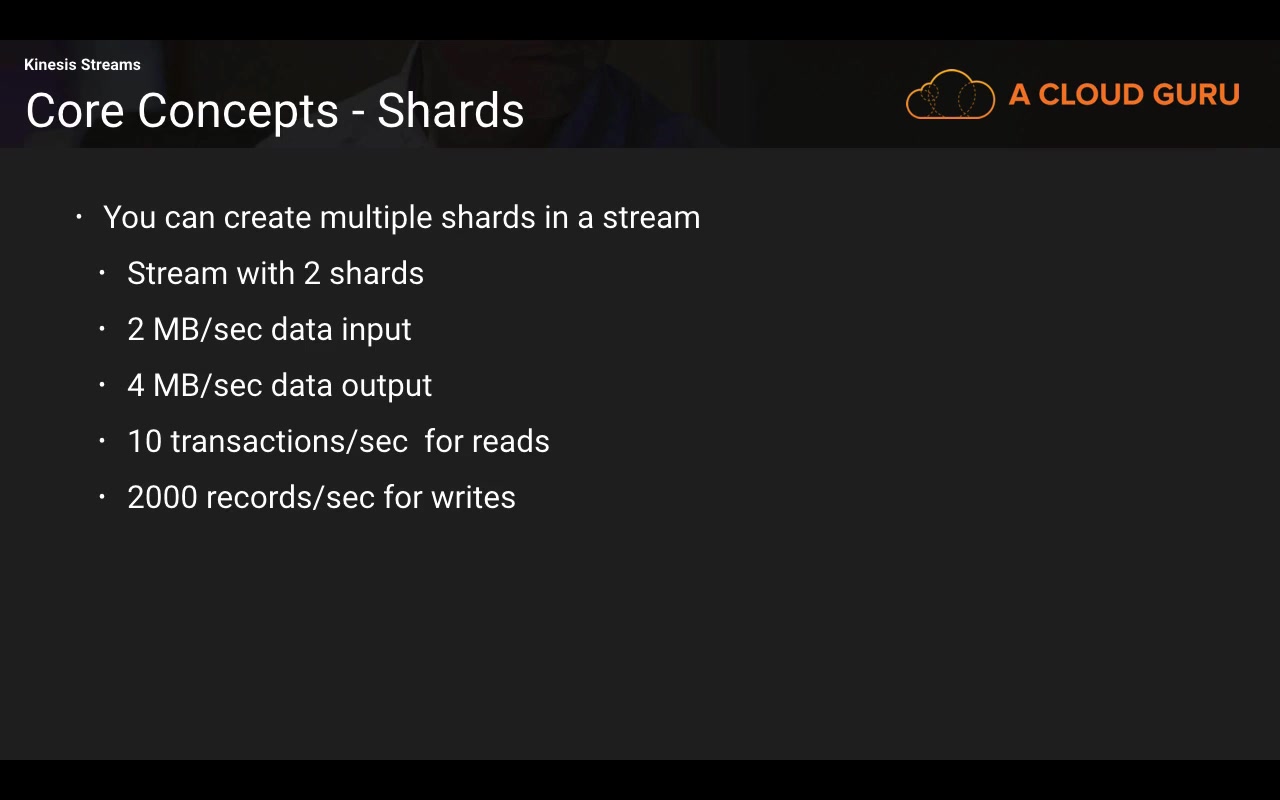 Kinesis Streams
Core Concepts - Shards
A CLOUD GURU
· You can create multiple shards in a stream
· Stream with 2 shards
· 2 MB/sec data input
· 4 MB/sec data output
· 10 transactions/sec  for reads
· 2000 records/sec for writes